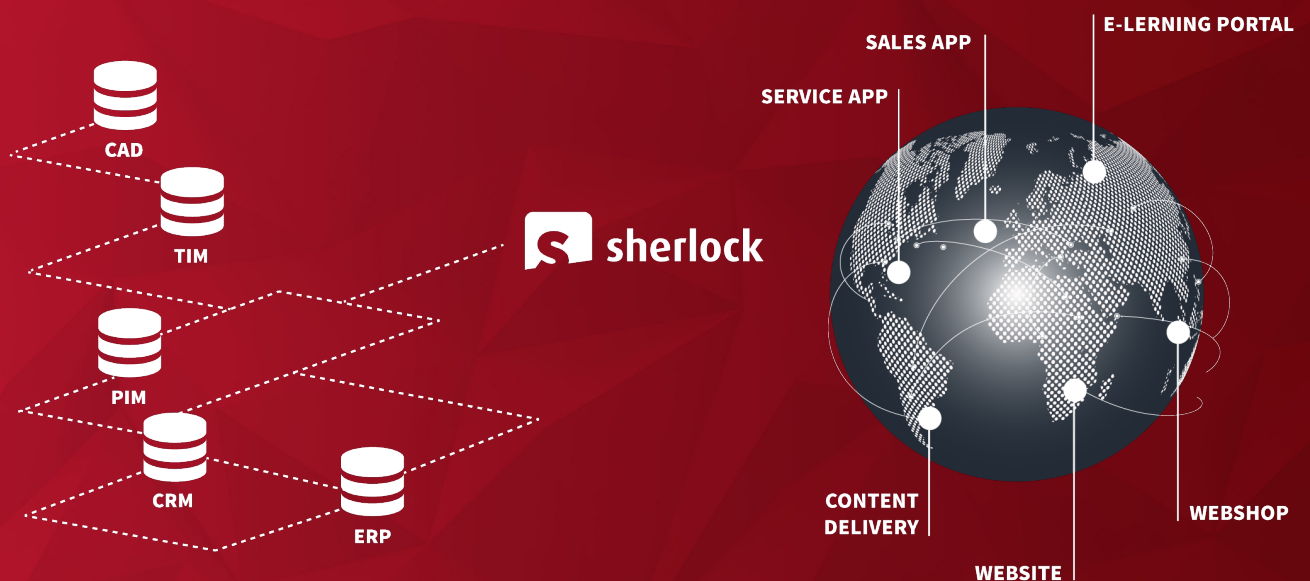 CAD
TIM
PIM
CRM
ERP
sherlock
SERVICE APP
SALES APP
E-LERNING PORTAL
CONTENT
DELIVERY
WEBSITE
WEBSHOP